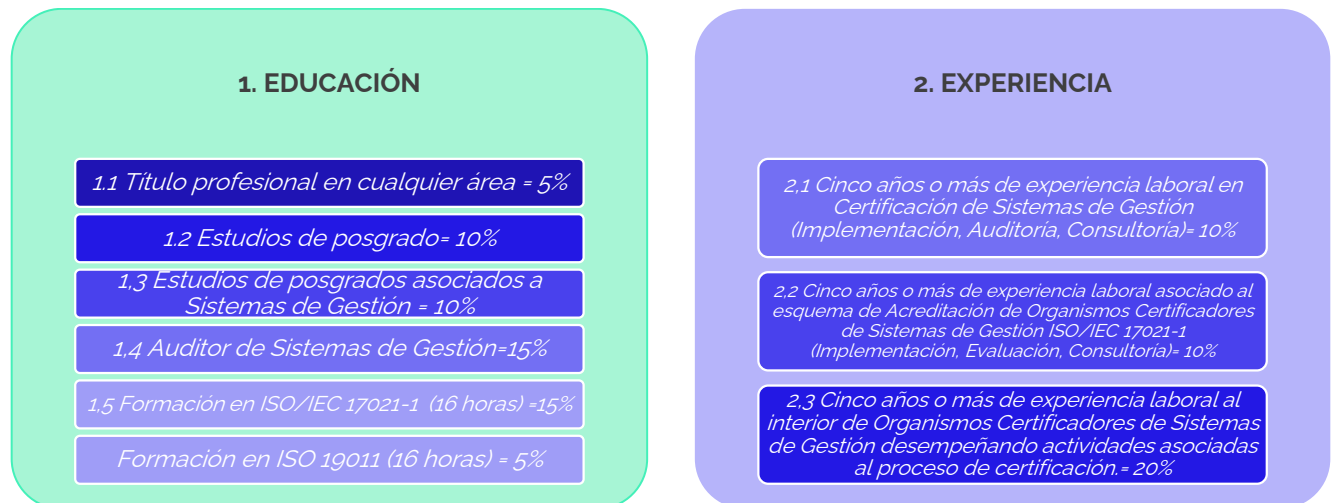 1. EDUCACIÓN
1.1 Título profesional en cualquier área = 5%
1.2 Estudios de posgrado= 10%
1,3 Estudios de posgrados asociados a
Sistemas de Gestión = 10%
1,4 Auditor de Sistemas de Gestión=15%
1,5 Formación en ISO/IEC 17021-1 (16 horas) =15%
Formación en ISO 19011 (16 horas) = 5%
2. EXPERIENCIA
2,1 Cinco años o más de experiencia laboral en
Certificación de Sistemas de Gestión
(Implementación, Auditoría, Consultoría)= 10%
2,2 Cinco años o más de experiencia laboral asociado al
esquema de Acreditación de Organismos Certificadores
de Sistemas de Gestión ISO/IEC 17021-1
(Implementación, Evaluación, Consultoría)= 10%
2,3 Cinco años o más de experiencia laboral al
interior de Organismos Certificadores de Sistemas
de Gestión desempeñando actividades asociadas
al proceso de certificación.= 20%